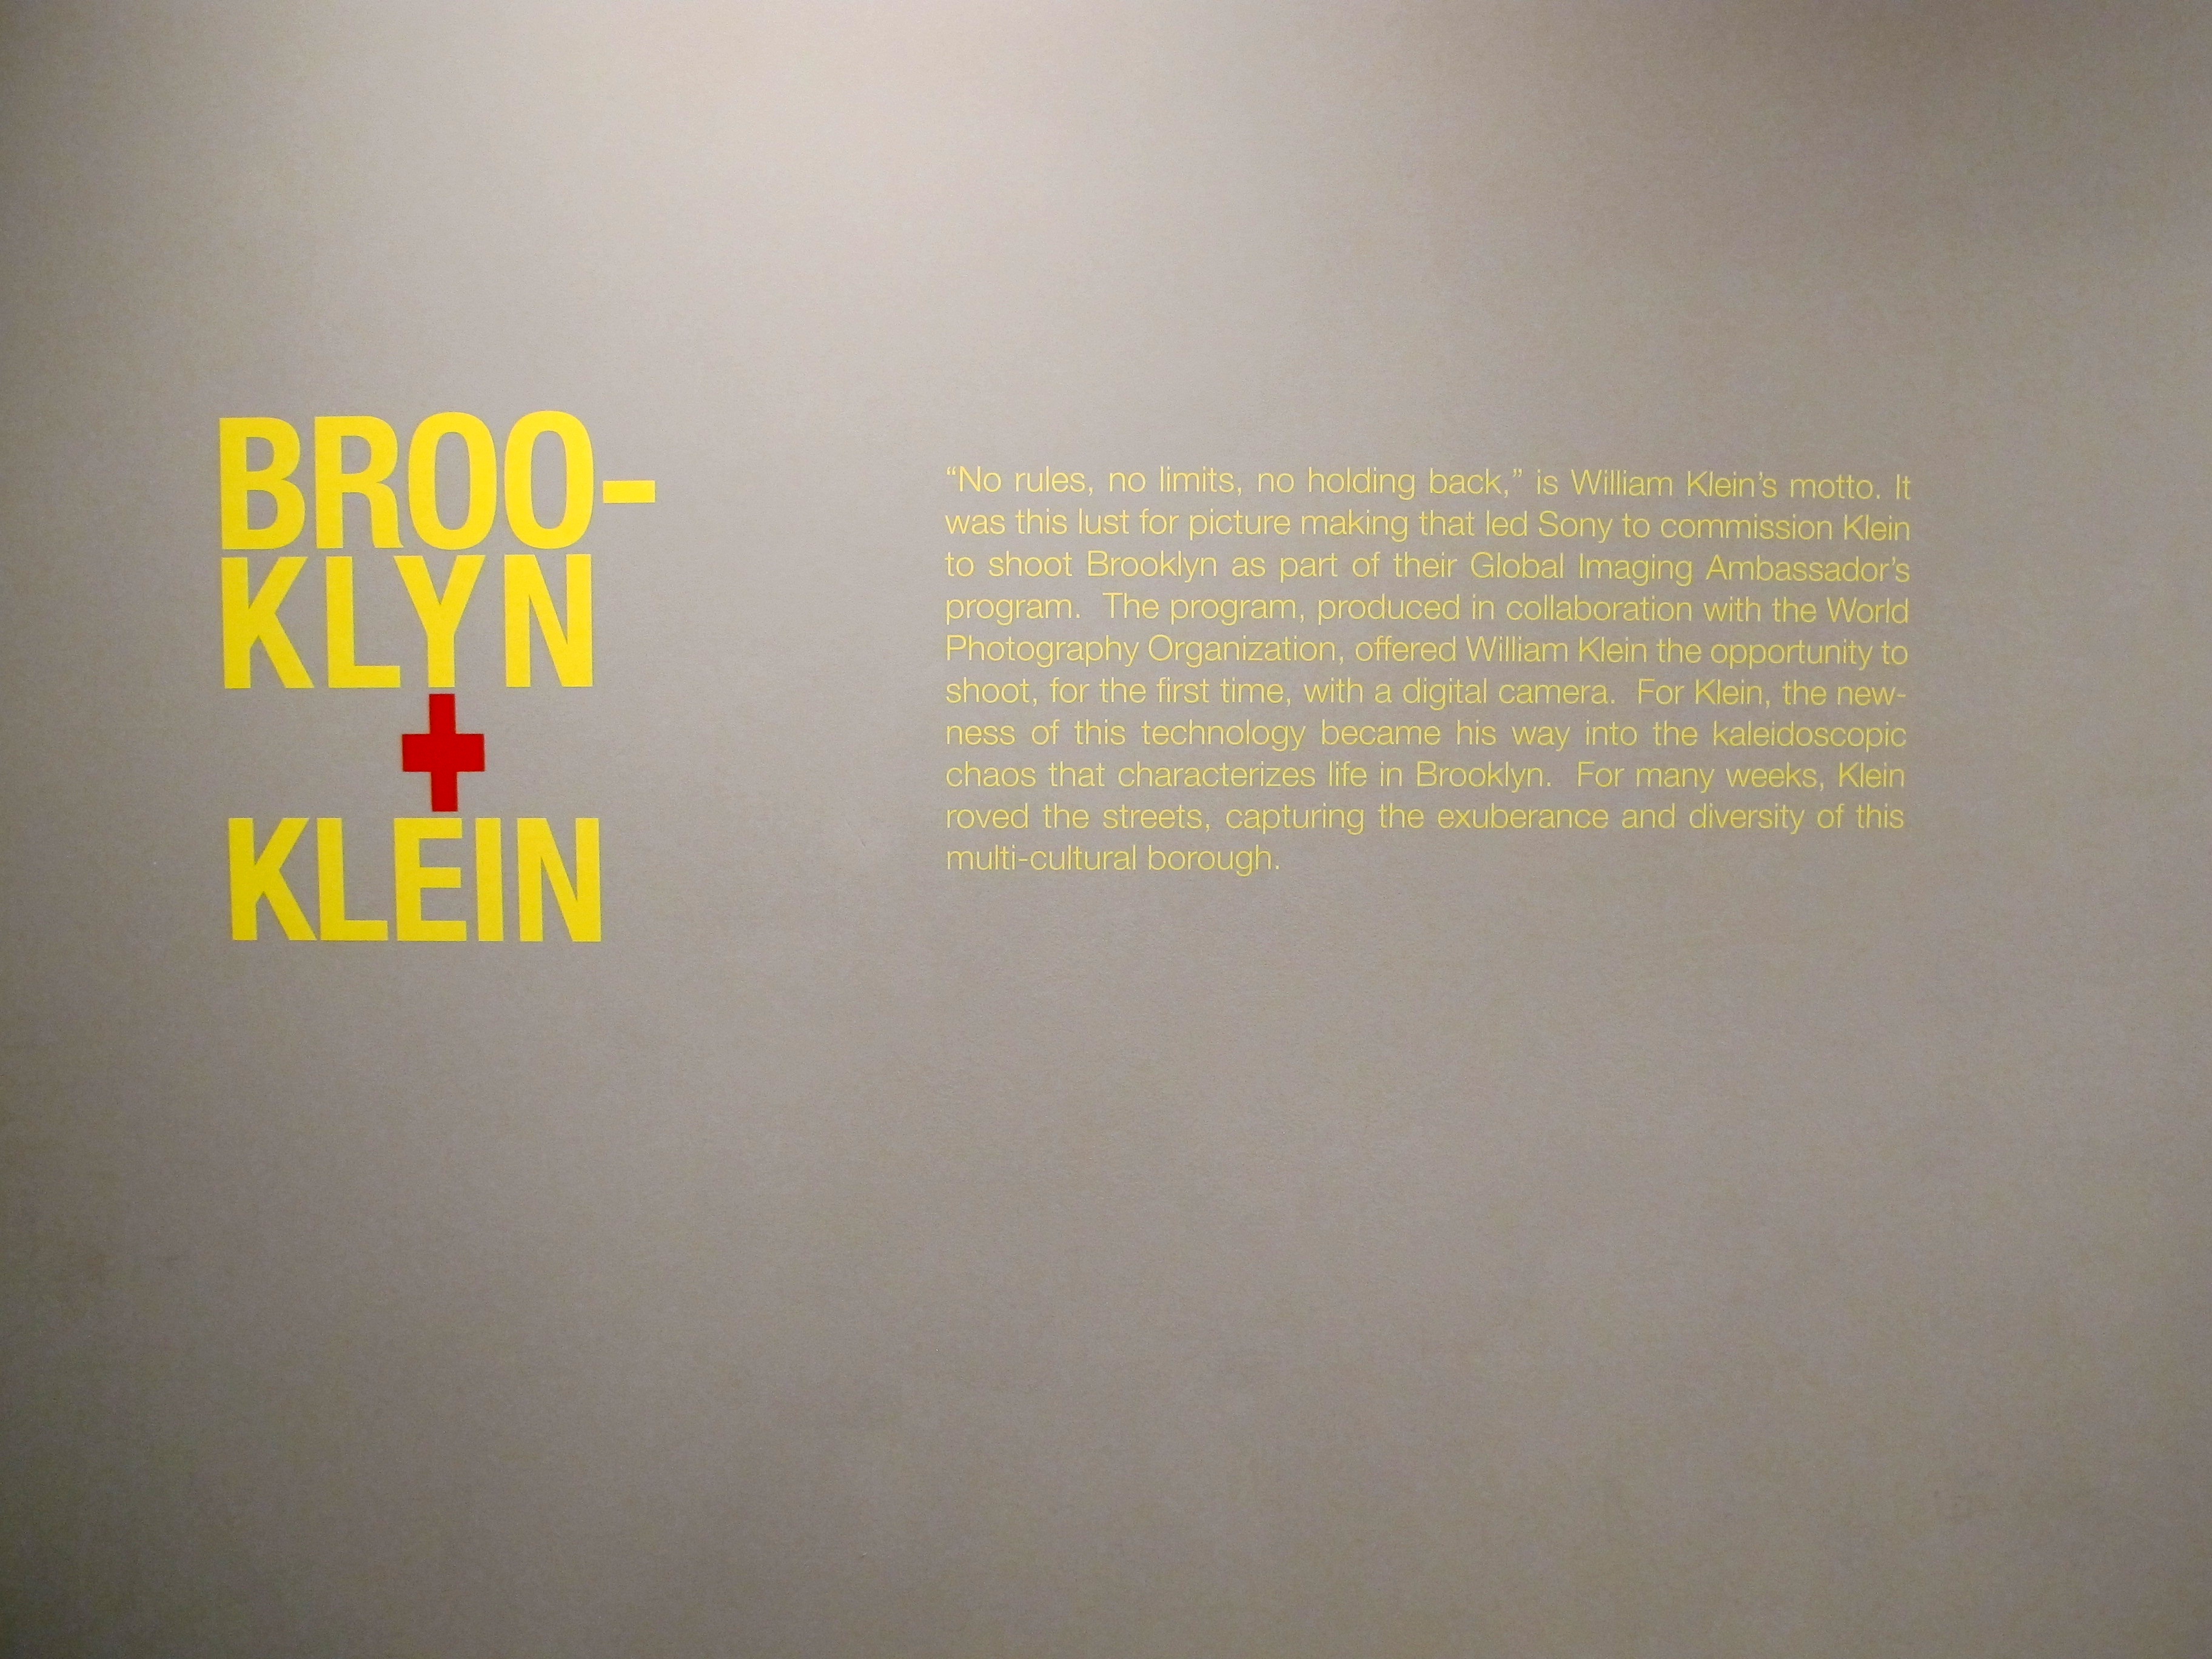 BROO-
KLYN
+
KLEIN
“No rules, no limits, no holding back,” is William Klein’s motto. It
was this lust for picture making that led Sony to commission Klein
to shoot Brooklyn as part of their Global Imaging Ambassador’s
program.  The program, produced in collaboration with the World
Photography Organization, offered William Klein the opportunity to
shoot, for the first time, with a digital camera.  For Klein, the new-
ness of this technology became his way into the kaleidoscopic
chaos that characterizes life in Brooklyn.  For many weeks, Klein
roved the streets, capturing the exuberance and diversity of this
multi-cultural borough.